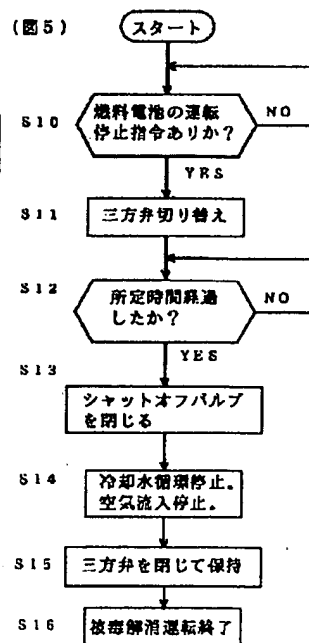 (図5)
スタート
S10
燃料電池の運転
停止指令ありか?
NO
YRS
S11
三方弁切り替え
S12
所定時間経過
したか?
NO
YES
S13
シャットオフバルブ
を閉じる
S14
冷却水循環停止。
空気流入停止。
S15
三方弁を閉じて保持
S16
被毒解消運転終了